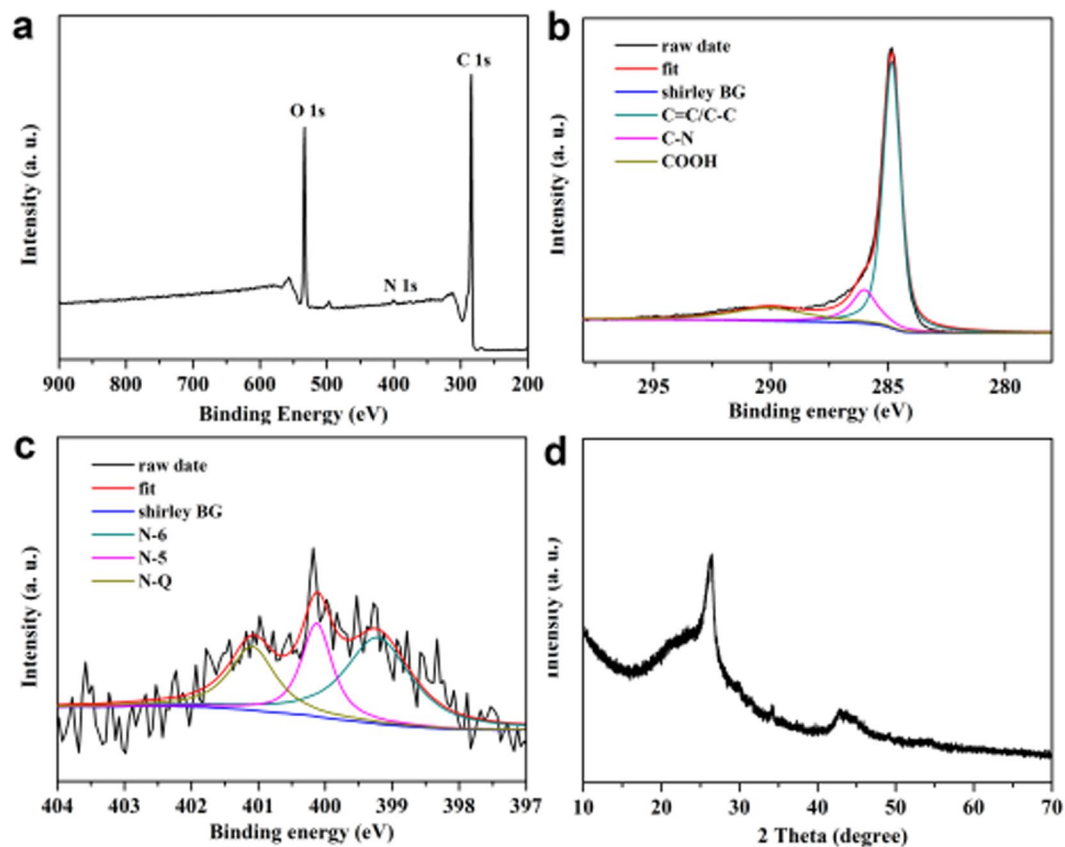 a
C 1s
O 1s
N 1s
Intensity (a. u.)
900 800 700 600 500 400 300 200
Binding Energy (eV)
b
raw date
fit
shirley BG
C=C/C-C
C-N
COOH
Intensity (a. u.)
295 290 285 280
Binding energy (eV)
c
raw date
fit
shirley BG
N-6
N-5
N-Q
Intensity (a. u.)
404 403 402 401 400 399 398 397
Binding energy (eV)
d
Intensity (a. u.)
10 20 30 40 50 60 70
2 Theta (degree)